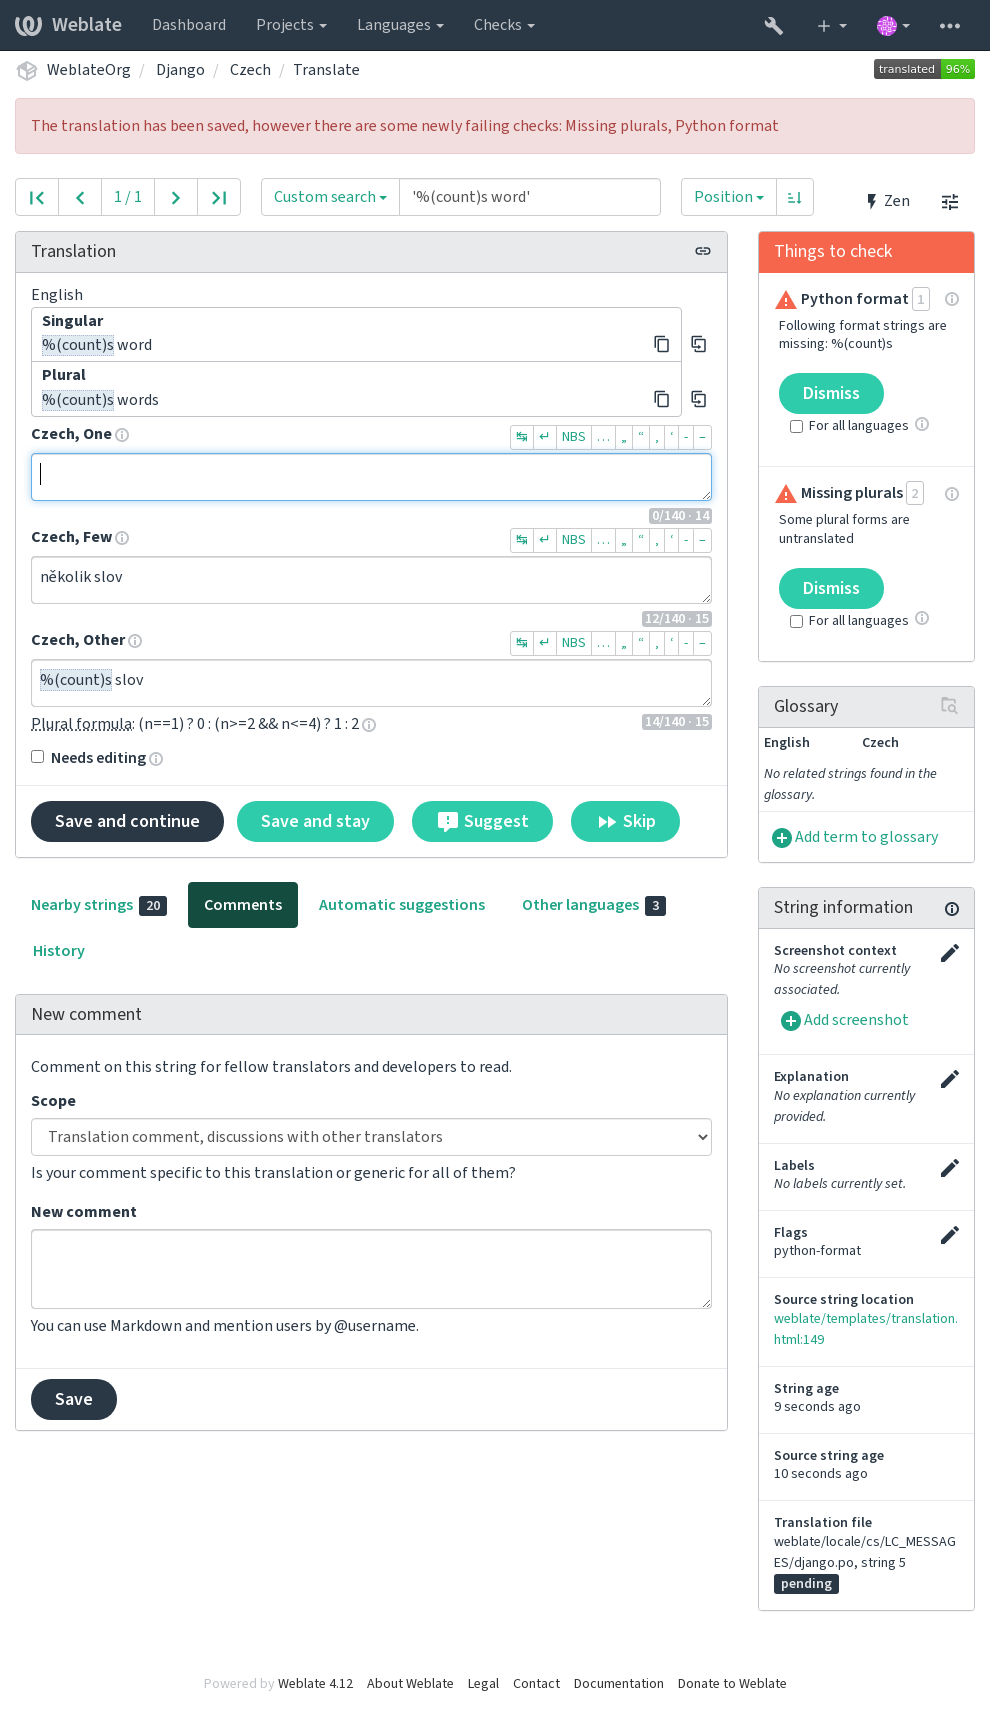 Weblate Dashboard Projects Languages Checks
WeblateOrg / Django / Czech / Translate
translated 96%
The translation has been saved, however there are some newly failing checks: Missing plurals, Python format
1 / 1
Custom search '%(count)s word'
Position
Zen
Translation
English
Singular
%(count)s word
Plural
%(count)s words
Czech, One
↹ ↵ NBS … „ “ ‚ ‘ - –
0/140 · 14
Czech, Few
↹ ↵ NBS … „ “ ‚ ‘ - –
několik slov
12/140 · 15
Czech, Other
↹ ↵ NBS … „ “ ‚ ‘ - –
%(count)s slov
14/140 · 15
Plural formula: (n==1) ? 0 : (n>=2 && n<=4) ? 1 : 2
Needs editing
Save and continue Save and stay Suggest Skip
Nearby strings 20 Comments Automatic suggestions Other languages 3
History
New comment
Comment on this string for fellow translators and developers to read.
Scope
Translation comment, discussions with other translators
Is your comment specific to this translation or generic for all of them?
New comment
You can use Markdown and mention users by @username.
Save
Things to check
Python format 1
Following format strings are
missing: %(count)s
Dismiss
For all languages
Missing plurals 2
Some plural forms are
untranslated
Dismiss
For all languages
Glossary
English Czech
No related strings found in the
glossary.
Add term to glossary
String information
Screenshot context
No screenshot currently
associated.
Add screenshot
Explanation
No explanation currently
provided.
Labels
No labels currently set.
Flags
python-format
Source string location
weblate/templates/translation.
html:149
String age
9 seconds ago
Source string age
10 seconds ago
Translation file
weblate/locale/cs/LC_MESSAG
ES/django.po, string 5
pending
Powered by Weblate 4.12 About Weblate Legal Contact Documentation Donate to Weblate